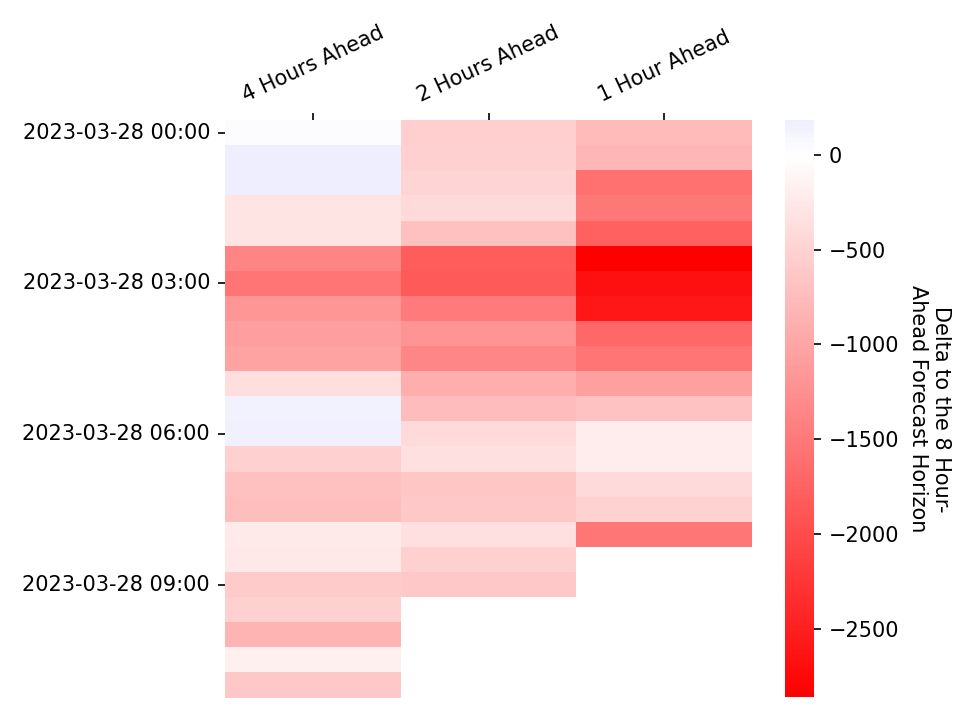 4 Hours Ahead
2 Hours Ahead
1 Hour Ahead
2023-03-28 00:00
2023-03-28 03:00
2023-03-28 06:00
2023-03-28 09:00
0
−500
−1000
−1500
−2000
−2500
Delta to the 8 Hour-
Ahead Forecast Horizon